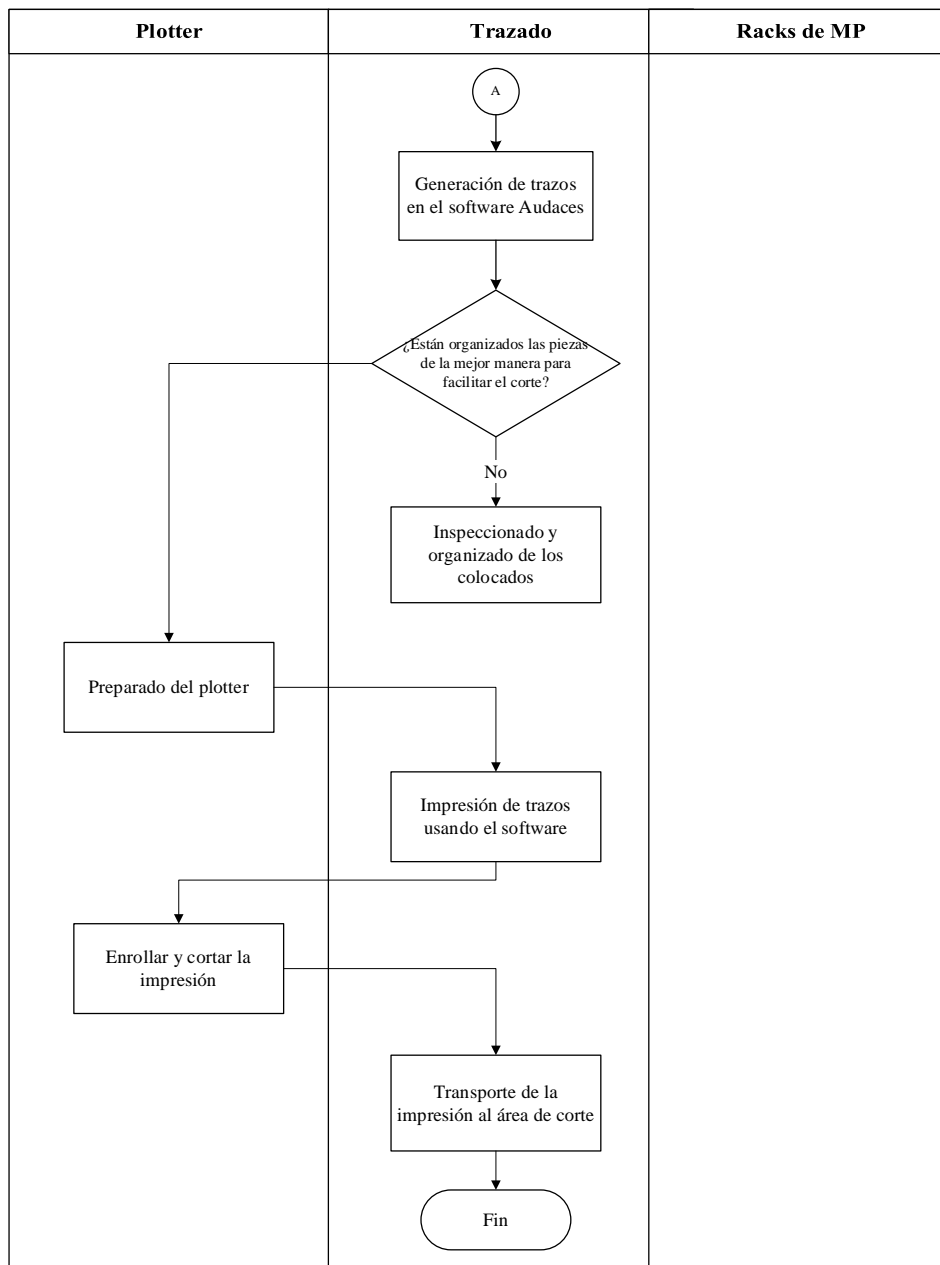 Plotter
Trazado
Racks de MP
A
Generación de trazos
en el software Audaces
¿Están organizados las piezas
de la mejor manera para
facilitar el corte?
No
Inspeccionado y
organizado de los
colocados
Preparado del plotter
Impresión de trazos
usando el software
Enrollar y cortar la
impresión
Transporte de la
impresión al área de corte
Fin